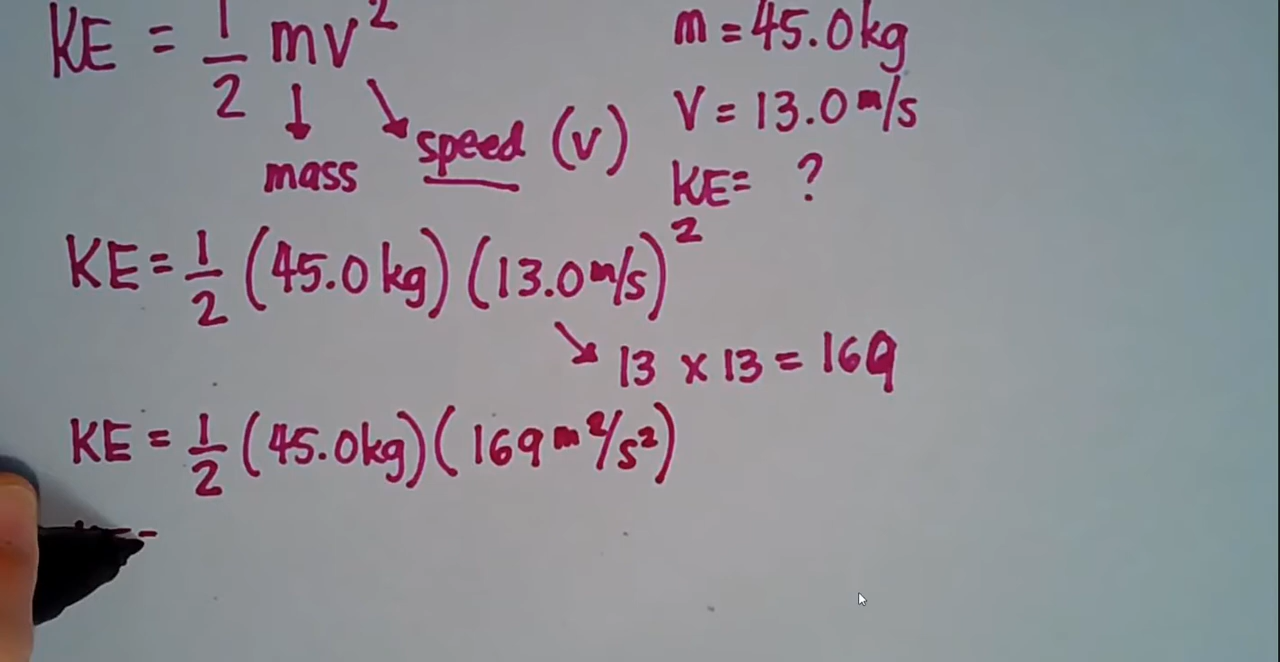 KE = 1/2 mv²
m = 45.0 kg
mass
speed (v)
v = 13.0 m/s
KE = ?
KE = 1/2 (45.0 kg) (13.0 m/s)²
13 x 13 = 169
KE = 1/2 (45.0 kg) (169 m²/s²)